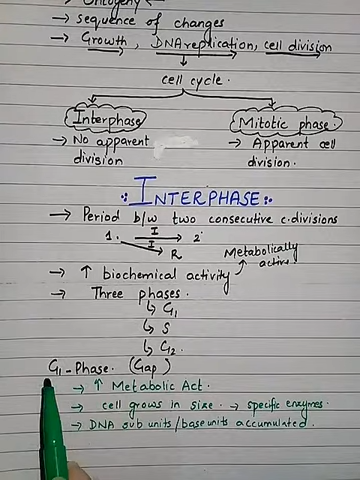 → Ontogeny ←
→ sequence of changes
→ Growth, DNA replication, cell division
↓
cell cycle.
Interphase Mitotic phase.
→ No apparent division → Apparent cell division.
INTERPHASE
→ Period b/w two consecutive c.divisions
1. I → 2
I → R
Metabolically active
→ ↑ biochemical activity
→ Three phases.
↳ G1
↳ S
↳ G2.
G1-Phase. (Gap)
→ ↑ Metabolic Act.
→ cell grows in size. → specific enzymes.
→ DNA sub units/base units accumulated.